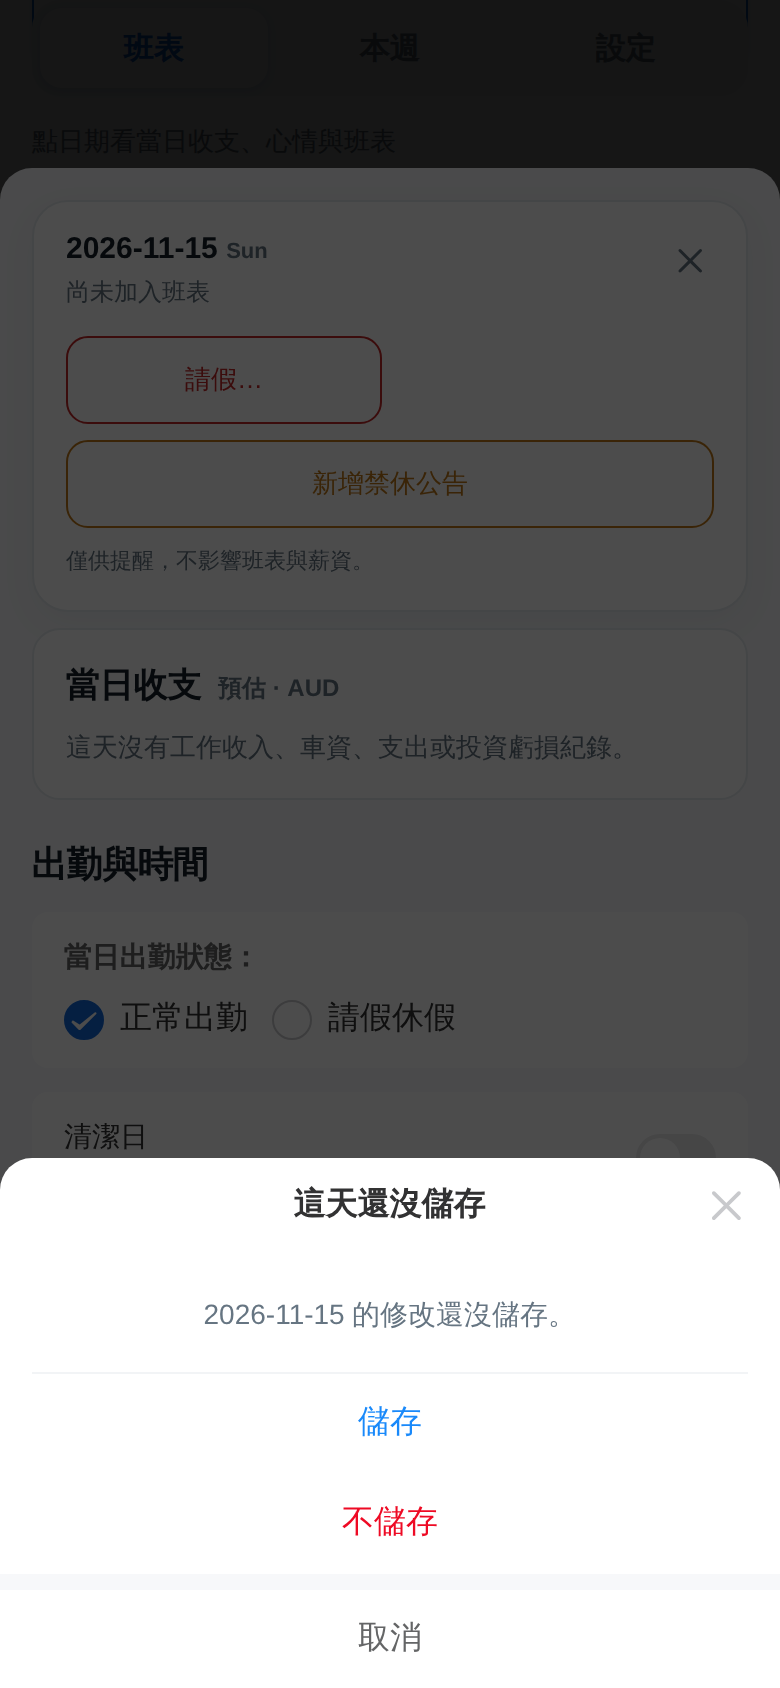 班表 本週 設定
點日期看當日收支、心情與班表
2026-11-15 Sun
尚未加入班表
請假…
新增禁休公告
僅供提醒，不影響班表與薪資。
當日收支 預估 · AUD
這天沒有工作收入、車資、支出或投資虧損紀錄。
出勤與時間
當日出勤狀態：
正常出勤 請假休假
清潔日
這天還沒儲存
2026-11-15 的修改還沒儲存。
儲存
不儲存
取消